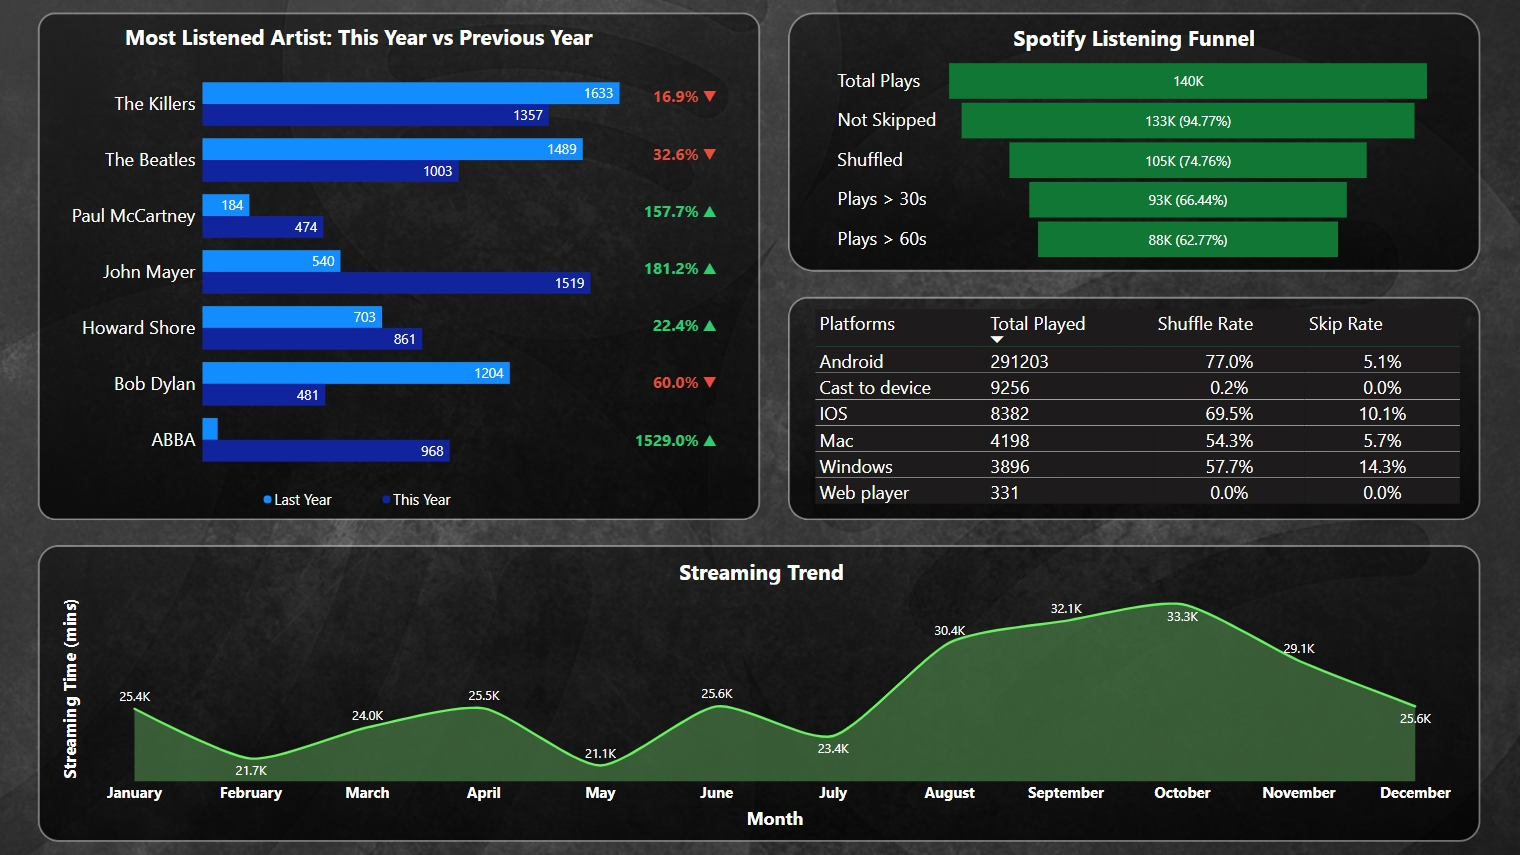 Most Listened Artist: This Year vs Previous Year
The Killers 1633 1357 16.9% ▼
The Beatles 1489 1003 32.6% ▼
Paul McCartney 184 474 157.7% ▲
John Mayer 540 1519 181.2% ▲
Howard Shore 703 861 22.4% ▲
Bob Dylan 1204 481 60.0% ▼
ABBA 968 1529.0% ▲
Last Year This Year
Spotify Listening Funnel
Total Plays 140K
Not Skipped 133K (94.77%)
Shuffled 105K (74.76%)
Plays > 30s 93K (66.44%)
Plays > 60s 88K (62.77%)
Platforms Total Played Shuffle Rate Skip Rate
Android 291203 77.0% 5.1%
Cast to device 9256 0.2% 0.0%
IOS 8382 69.5% 10.1%
Mac 4198 54.3% 5.7%
Windows 3896 57.7% 14.3%
Web player 331 0.0% 0.0%
Streaming Trend
Streaming Time (mins)
25.4K 21.7K 24.0K 25.5K 21.1K 25.6K 23.4K 30.4K 32.1K 33.3K 29.1K 25.6K
January February March April May June July August September October November December
Month